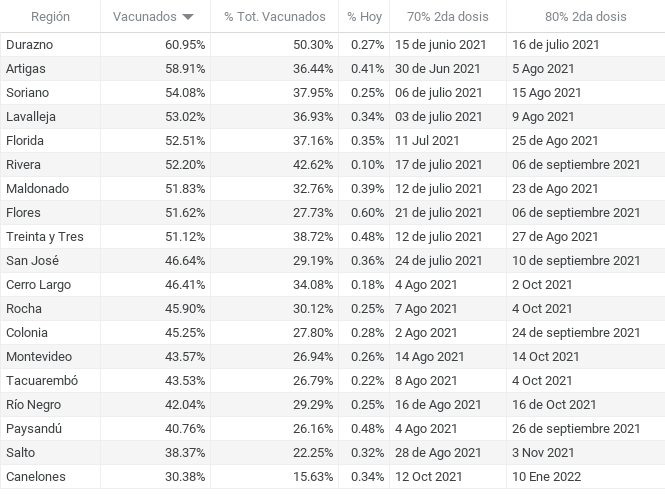 Región Vacunados % Tot. Vacunados % Hoy 70% 2da dosis 80% 2da dosis
Durazno 60.95% 50.30% 0.27% 15 de junio 2021 16 de julio 2021
Artigas 58.91% 36.44% 0.41% 30 de Jun 2021 5 Ago 2021
Soriano 54.08% 37.95% 0.25% 06 de julio 2021 15 Ago 2021
Lavalleja 53.02% 36.93% 0.34% 03 de julio 2021 9 Ago 2021
Florida 52.51% 37.16% 0.35% 11 Jul 2021 25 de Ago 2021
Rivera 52.20% 42.62% 0.10% 17 de julio 2021 06 de septiembre 2021
Maldonado 51.83% 32.76% 0.39% 12 de julio 2021 23 de Ago 2021
Flores 51.62% 27.73% 0.60% 21 de julio 2021 06 de septiembre 2021
Treinta y Tres 51.12% 38.72% 0.48% 12 de julio 2021 27 de Ago 2021
San José 46.64% 29.19% 0.36% 24 de julio 2021 10 de septiembre 2021
Cerro Largo 46.41% 34.08% 0.18% 4 Ago 2021 2 Oct 2021
Rocha 45.90% 30.12% 0.25% 7 Ago 2021 4 Oct 2021
Colonia 45.25% 27.80% 0.28% 2 Ago 2021 24 de septiembre 2021
Montevideo 43.57% 26.94% 0.26% 14 Ago 2021 14 Oct 2021
Tacuarembó 43.53% 26.79% 0.22% 8 Ago 2021 4 Oct 2021
Río Negro 42.04% 29.29% 0.25% 16 de Ago 2021 16 de Oct 2021
Paysandú 40.76% 26.16% 0.48% 4 Ago 2021 26 de septiembre 2021
Salto 38.37% 22.25% 0.32% 28 de Ago 2021 3 Nov 2021
Canelones 30.38% 15.63% 0.34% 12 Oct 2021 10 Ene 2022